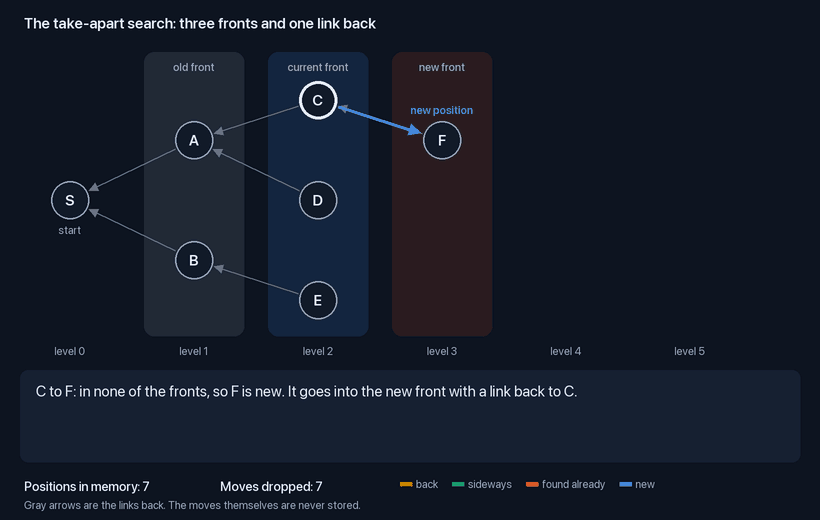 The take-apart search: three fronts and one link back
old front
current front
new front
C
new position
A
F
S
D
start
B
E
level 0
level 1
level 2
level 3
level 4
level 5
C to F: in none of the fronts, so F is new. It goes into the new front with a link back to C.
Positions in memory: 7
Moves dropped: 7
back
sideways
found already
new
Gray arrows are the links back. The moves themselves are never stored.